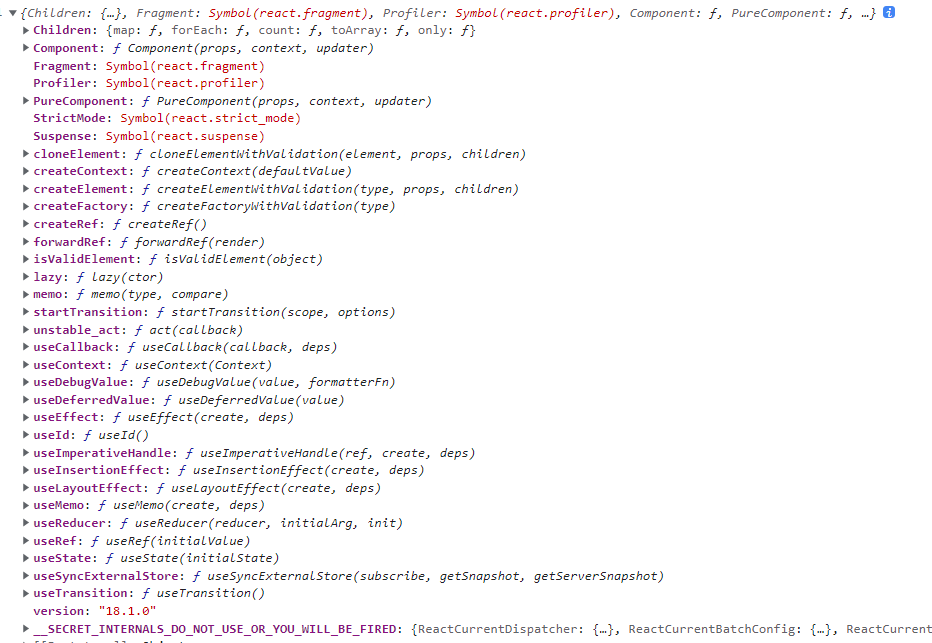 {Children: {…}, Fragment: Symbol(react.fragment), Profiler: Symbol(react.profiler), Component: ƒ, PureComponent: ƒ, …}
Children: {map: ƒ, forEach: ƒ, count: ƒ, toArray: ƒ, only: ƒ}
Component: ƒ Component(props, context, updater)
Fragment: Symbol(react.fragment)
Profiler: Symbol(react.profiler)
PureComponent: ƒ PureComponent(props, context, updater)
StrictMode: Symbol(react.strict_mode)
Suspense: Symbol(react.suspense)
cloneElement: ƒ cloneElementWithValidation(element, props, children)
createContext: ƒ createContext(defaultValue)
createElement: ƒ createElementWithValidation(type, props, children)
createFactory: ƒ createFactoryWithValidation(type)
createRef: ƒ createRef()
forwardRef: ƒ forwardRef(render)
isValidElement: ƒ isValidElement(object)
lazy: ƒ lazy(ctor)
memo: ƒ memo(type, compare)
startTransition: ƒ startTransition(scope, options)
unstable_act: ƒ act(callback)
useCallback: ƒ useCallback(callback, deps)
useContext: ƒ useContext(Context)
useDebugValue: ƒ useDebugValue(value, formatterFn)
useDeferredValue: ƒ useDeferredValue(value)
useEffect: ƒ useEffect(create, deps)
useId: ƒ useId()
useImperativeHandle: ƒ useImperativeHandle(ref, create, deps)
useInsertionEffect: ƒ useInsertionEffect(create, deps)
useLayoutEffect: ƒ useLayoutEffect(create, deps)
useMemo: ƒ useMemo(create, deps)
useReducer: ƒ useReducer(reducer, initialArg, init)
useRef: ƒ useRef(initialValue)
useState: ƒ useState(initialState)
useSyncExternalStore: ƒ useSyncExternalStore(subscribe, getSnapshot, getServerSnapshot)
useTransition: ƒ useTransition()
version: "18.1.0"
__SECRET_INTERNALS_DO_NOT_USE_OR_YOU_WILL_BE_FIRED: {ReactCurrentDispatcher: {…}, ReactCurrentBatchConfig: {…}, ReactCurrent